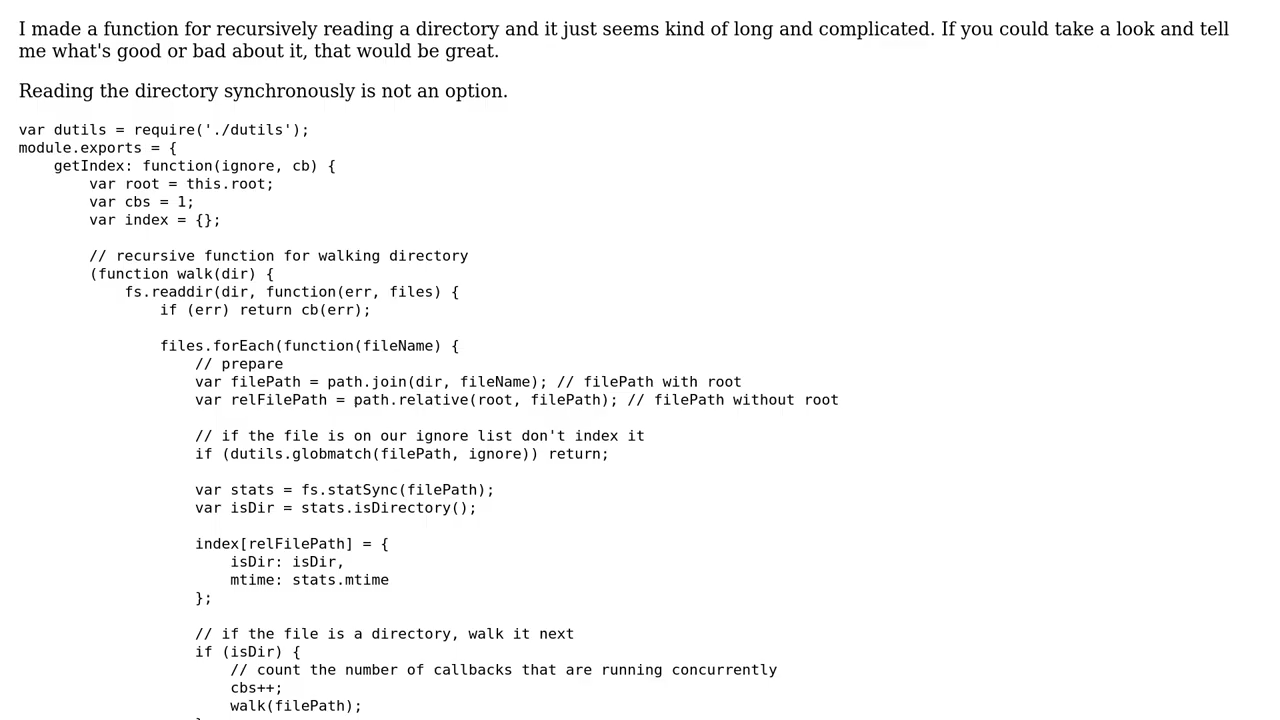 I made a function for recursively reading a directory and it just seems kind of long and complicated. If you could take a look and tell
me what's good or bad about it, that would be great.
Reading the directory synchronously is not an option.
var dutils = require('./dutils');
module.exports = {
    getIndex: function(ignore, cb) {
        var root = this.root;
        var cbs = 1;
        var index = {};
        // recursive function for walking directory
        (function walk(dir) {
            fs.readdir(dir, function(err, files) {
                if (err) return cb(err);
                files.forEach(function(fileName) {
                    // prepare
                    var filePath = path.join(dir, fileName); // filePath with root
                    var relFilePath = path.relative(root, filePath); // filePath without root
                    // if the file is on our ignore list don't index it
                    if (dutils.globmatch(filePath, ignore)) return;
                    var stats = fs.statSync(filePath);
                    var isDir = stats.isDirectory();
                    index[relFilePath] = {
                        isDir: isDir,
                        mtime: stats.mtime
                    };
                    // if the file is a directory, walk it next
                    if (isDir) {
                        // count the number of callbacks that are running concurrently
                        cbs++;
                        walk(filePath);